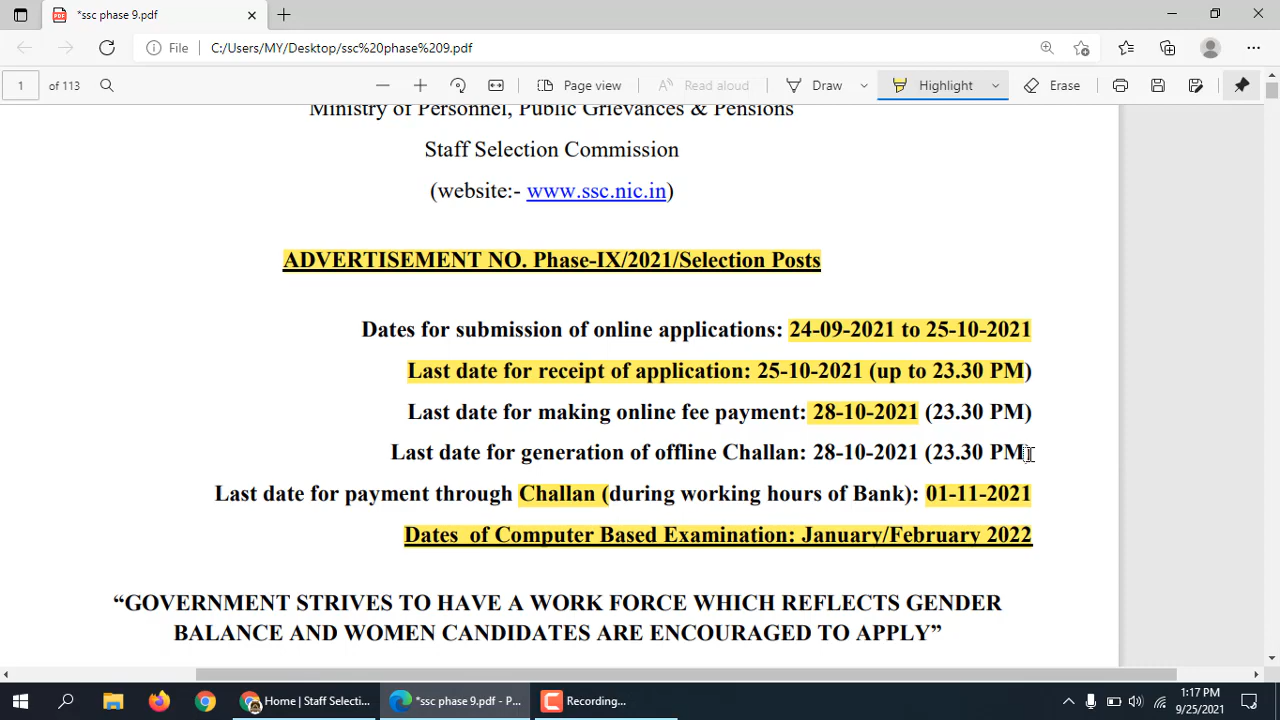 *ssc phase 9.pdf
File
C:/Users/MY/Desktop/ssc%20phase%209.pdf
1 of 113
Page view
Read aloud
Draw
Highlight
Erase
Ministry of Personnel, Public Grievances & Pensions
Staff Selection Commission
(website:- www.ssc.nic.in)
ADVERTISEMENT NO. Phase-IX/2021/Selection Posts
Dates for submission of online applications: 24-09-2021 to 25-10-2021
Last date for receipt of application: 25-10-2021 (up to 23.30 PM)
Last date for making online fee payment: 28-10-2021 (23.30 PM)
Last date for generation of offline Challan: 28-10-2021 (23.30 PM)
Last date for payment through Challan (during working hours of Bank): 01-11-2021
Dates of Computer Based Examination: January/February 2022
“GOVERNMENT STRIVES TO HAVE A WORK FORCE WHICH REFLECTS GENDER
BALANCE AND WOMEN CANDIDATES ARE ENCOURAGED TO APPLY”
Home | Staff Selecti...
*ssc phase 9.pdf - P...
Recording...
1:17 PM
9/25/2021